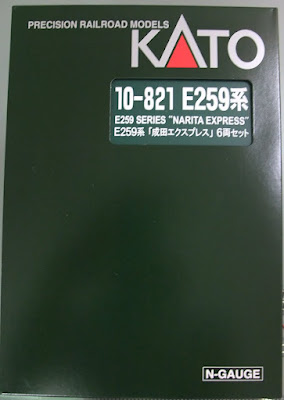 PRECISION RAILROAD MODELS
KATO
10-821 E259系
E259 SERIES "NARITA EXPRESS"
E259系「成田エクスプレス」6両セット
N-GAUGE